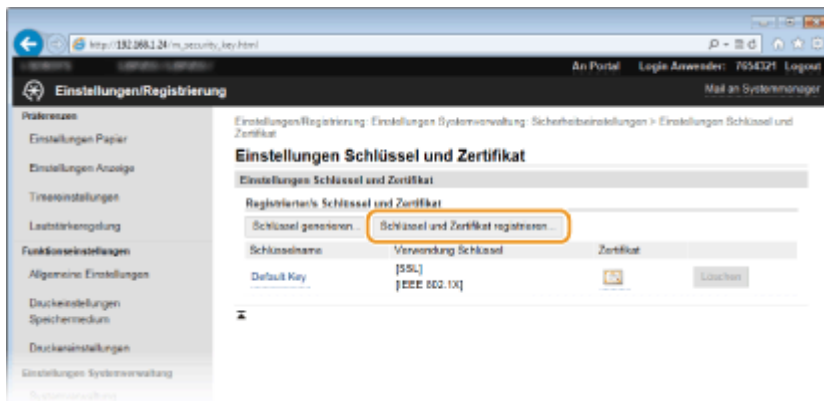 http://192.168.1.24/m_security_key.html
An Portal Login Anwender: 7654321 Logout
Einstellungen/Registrierung
Mail an Systemmanager
Präferenzen
Einstellungen Papier
Einstellungen Anzeige
Timereinstellungen
Lautstärkeregelung
Funktionseinstellungen
Allgemeine Einstellungen
Druckeinstellungen
Speichermedium
Druckereinstellungen
Einstellungen Systemverwaltung
Einstellungen/Registrierung: Einstellungen Systemverwaltung: Sicherheitseinstellungen > Einstellungen Schlüssel und
Zertifikat
Einstellungen Schlüssel und Zertifikat
Einstellungen Schlüssel und Zertifikat
Registrierter/s Schlüssel und Zertifikat
Schlüssel generieren... Schlüssel und Zertifikat registrieren...
Schlüsselname Verwendung Schlüssel Zertifikat
Default Key [SSL] Löschen
[IEEE 802.1X]